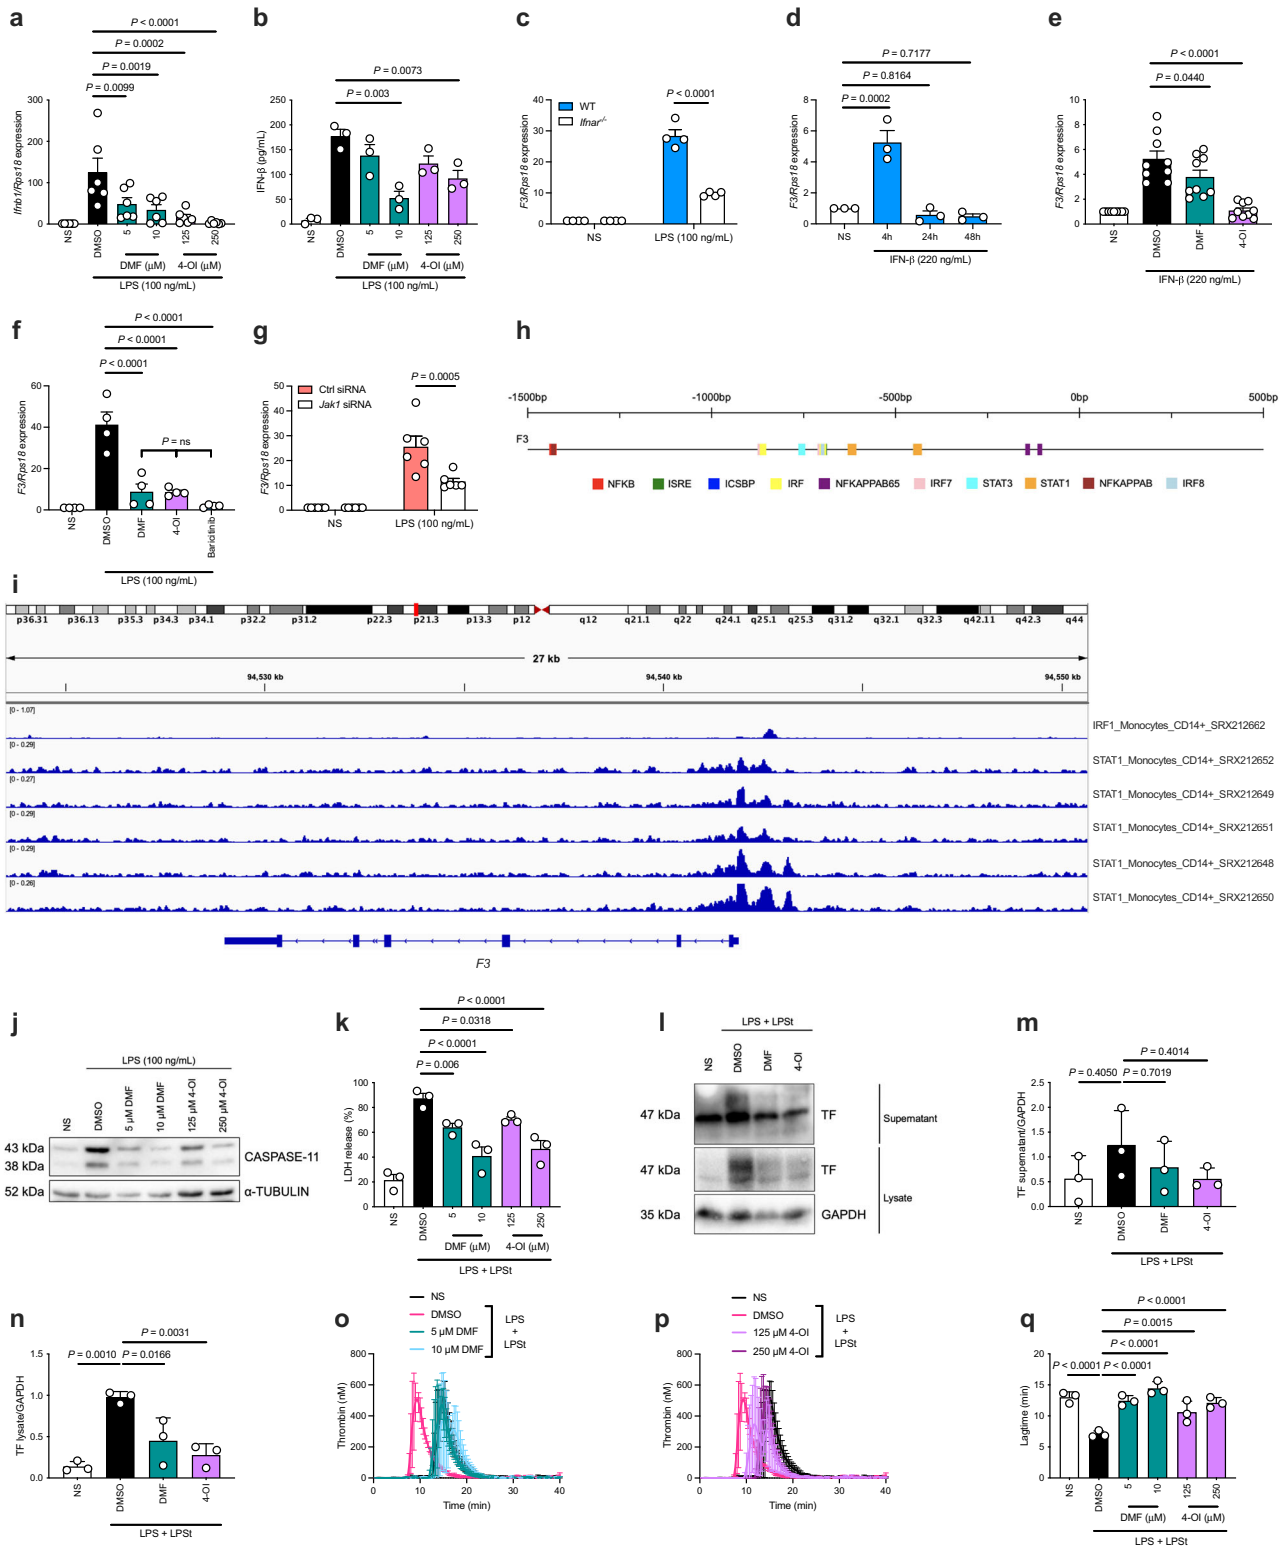 a
P < 0.0001
P = 0.0002
P = 0.0019
P = 0.0099
Ifnb1/Rps18 expression
300
200
100
0
NS
DMSO
5
10
125
250
DMF (µM)
4-OI (µM)
LPS (100 ng/mL)
b
P = 0.0073
P = 0.003
IFN-β (pg/mL)
250
200
150
100
50
0
NS
DMSO
5
10
125
250
DMF (µM)
4-OI (µM)
LPS (100 ng/mL)
c
WT
Ifnar-/-
P < 0.0001
F3/Rps18 expression
40
30
20
10
0
NS
LPS (100 ng/mL)
d
P = 0.7177
P = 0.8164
P = 0.0002
F3/Rps18 expression
8
6
4
2
0
NS
4h
24h
48h
IFN-β (220 ng/mL)
e
P < 0.0001
P = 0.0440
F3/Rps18 expression
10
8
6
4
2
0
NS
DMSO
DMF
4-OI
IFN-β (220 ng/mL)
f
P < 0.0001
P < 0.0001
P < 0.0001
P = ns
F3/Rps18 expression
60
40
20
0
NS
DMSO
DMF
4-OI
Baricitinib
LPS (100 ng/mL)
g
Ctrl siRNA
Jak1 siRNA
P = 0.0005
F3/Rps18 expression
50
40
30
20
10
0
NS
LPS (100 ng/mL)
h
-1500bp
-1000bp
-500bp
0bp
500bp
F3
NFKB
ISRE
ICSBP
IRF
NFKAPPAB65
IRF7
STAT3
STAT1
NFKAPPAB
IRF8
i
p36.31
p36.13
p35.3
p34.3
p34.1
p32.2
p31.2
p22.3
p21.3
p13.3
p12
q12
q21.1
q22
q24.1
q25.1
q25.3
q31.2
q32.1
q32.3
q42.11
q42.3
q44
27 kb
94,530 kb
94,540 kb
94,550 kb
[0 - 1.07]
IRF1_Monocytes_CD14+_SRX212662
[0 - 0.29]
STAT1_Monocytes_CD14+_SRX212652
[0 - 0.27]
STAT1_Monocytes_CD14+_SRX212649
[0 - 0.29]
STAT1_Monocytes_CD14+_SRX212651
[0 - 0.29]
STAT1_Monocytes_CD14+_SRX212648
[0 - 0.26]
STAT1_Monocytes_CD14+_SRX212650
F3
j
LPS (100 ng/mL)
NS
DMSO
5 µM DMF
10 µM DMF
125 µM 4-OI
250 µM 4-OI
43 kDa
38 kDa
CASPASE-11
52 kDa
α-TUBULIN
k
P < 0.0001
P = 0.0318
P < 0.0001
P = 0.006
LDH release (%)
100
80
60
40
20
0
NS
DMSO
5
10
125
250
DMF (µM)
4-OI (µM)
LPS + LPSt
l
LPS + LPSt
NS
DMSO
DMF
4-OI
47 kDa
TF
Supernatant
47 kDa
TF
Lysate
35 kDa
GAPDH
m
P = 0.4014
P = 0.4050
P = 0.7019
TF supernatant/GAPDH
2.5
2.0
1.5
1.0
0.5
0.0
NS
DMSO
DMF
4-OI
LPS + LPSt
n
P = 0.0031
P = 0.0010
P = 0.0166
TF lysate/GAPDH
1.5
1.0
0.5
0.0
NS
DMSO
DMF
4-OI
LPS + LPSt
o
NS
DMSO
5 µM DMF
10 µM DMF
LPS
+
LPSt
Thrombin (nM)
800
600
400
200
0
0
10
20
30
40
Time (min)
p
NS
DMSO
125 µM 4-OI
250 µM 4-OI
LPS
+
LPSt
Thrombin (nM)
800
600
400
200
0
0
10
20
30
40
Time (min)
q
P < 0.0001
P = 0.0015
P < 0.0001
P < 0.0001
P < 0.0001
Lagtime (min)
20
15
10
5
0
NS
DMSO
5
10
125
250
DMF (µM)
4-OI (µM)
LPS + LPSt